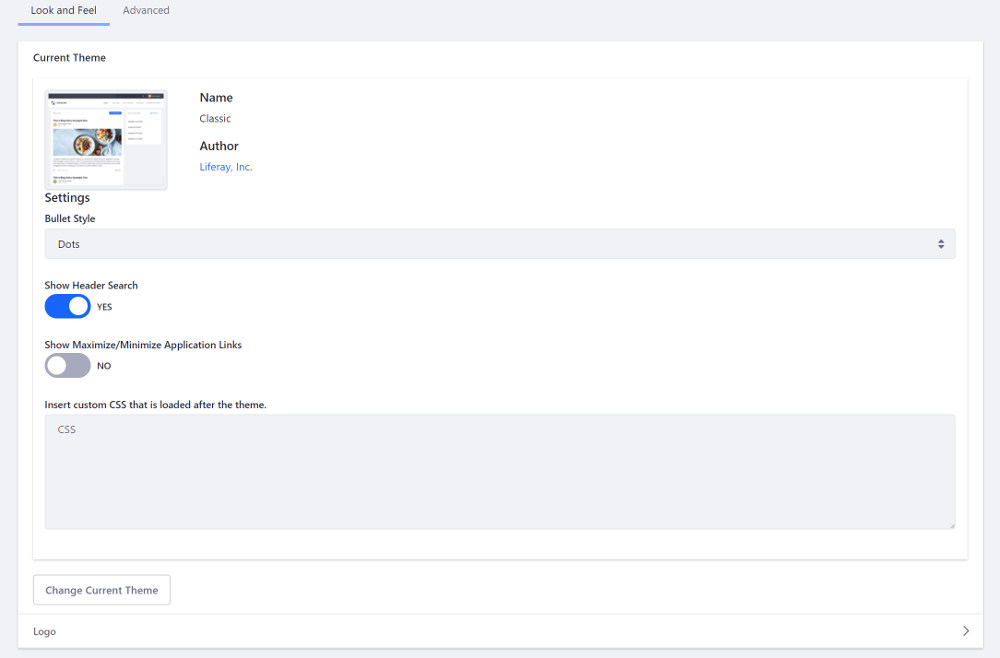 Look and Feel
Advanced
Current Theme
Name
Classic
Author
Liferay, Inc.
Settings
Bullet Style
Dots
Show Header Search
YES
Show Maximize/Minimize Application Links
NO
Insert custom CSS that is loaded after the theme.
CSS
Change Current Theme
Logo